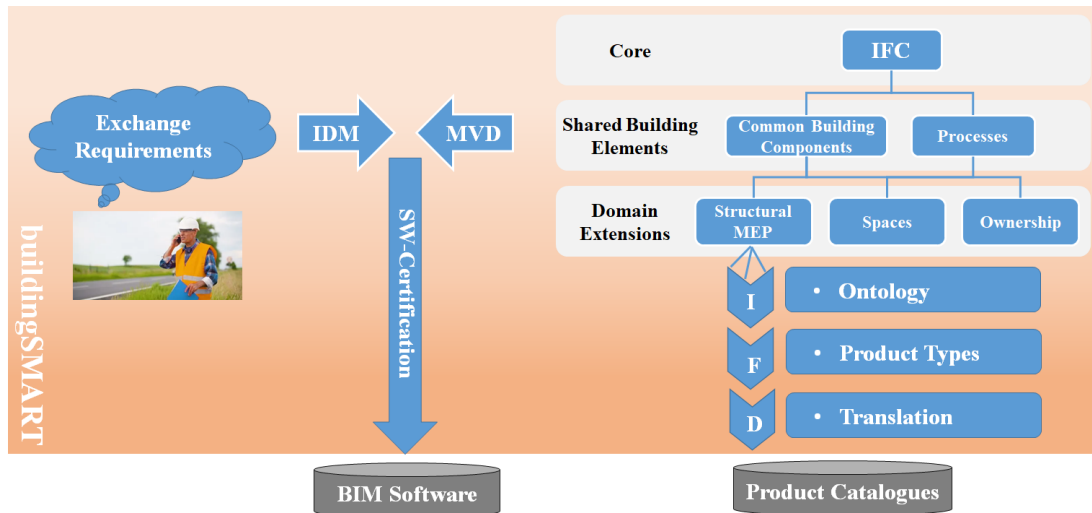 Core
IFC
Exchange
Requirements
IDM
MVD
Shared Building
Elements
Common Building
Components
Processes
Domain
Extensions
Structural
MEP
Spaces
Ownership
buildingSMART
SW-Certification
I
• Ontology
F
• Product Types
D
• Translation
BIM Software
Product Catalogues